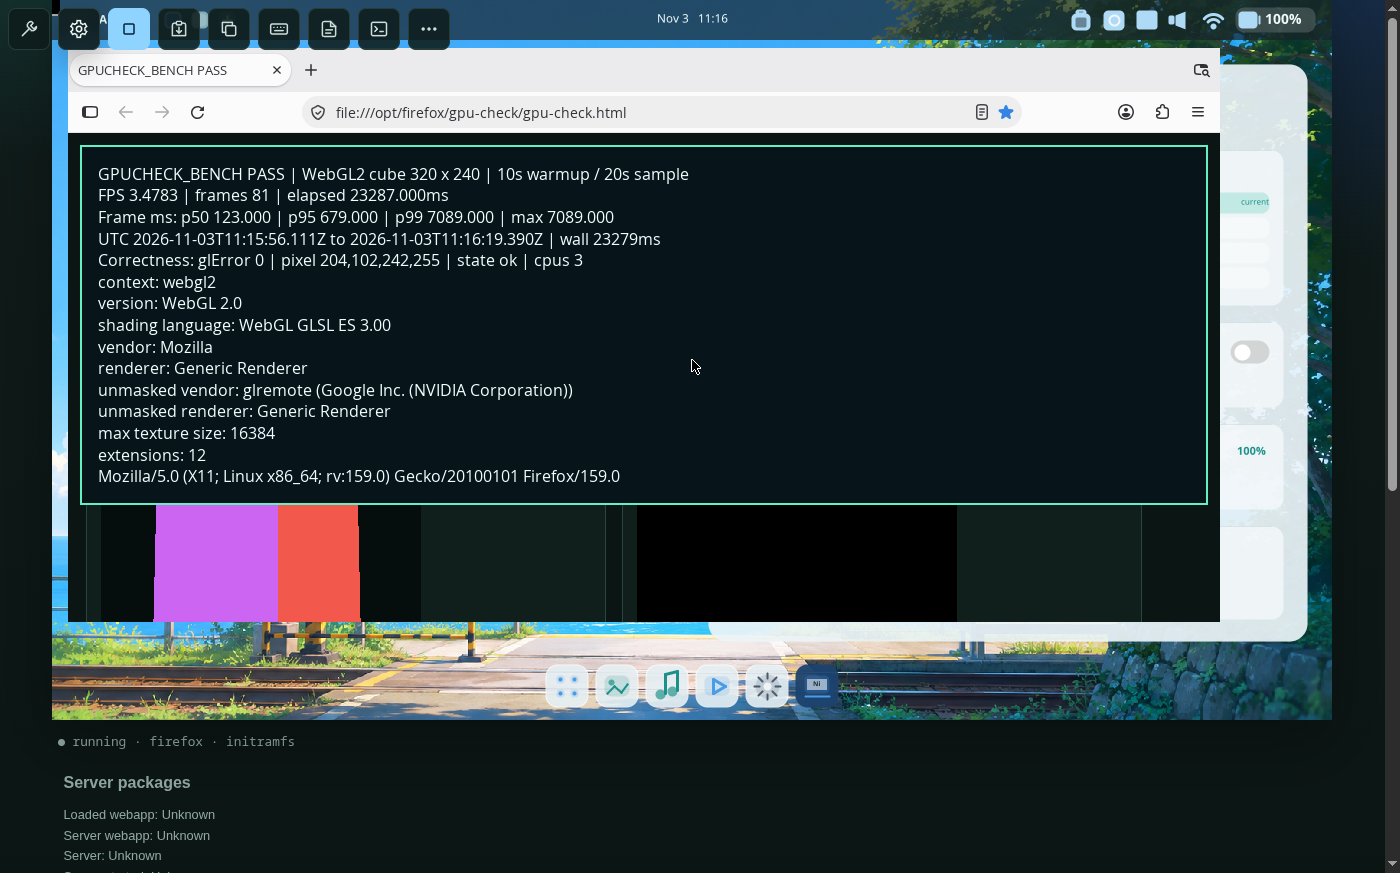 Nov 3 11:16
100%
GPUCHECK_BENCH PASS
file:///opt/firefox/gpu-check/gpu-check.html
GPUCHECK_BENCH PASS | WebGL2 cube 320 x 240 | 10s warmup / 20s sample
FPS 3.4783 | frames 81 | elapsed 23287.000ms
Frame ms: p50 123.000 | p95 679.000 | p99 7089.000 | max 7089.000
UTC 2026-11-03T11:15:56.111Z to 2026-11-03T11:16:19.390Z | wall 23279ms
Correctness: glError 0 | pixel 204,102,242,255 | state ok | cpus 3
context: webgl2
version: WebGL 2.0
shading language: WebGL GLSL ES 3.00
vendor: Mozilla
renderer: Generic Renderer
unmasked vendor: glremote (Google Inc. (NVIDIA Corporation))
unmasked renderer: Generic Renderer
max texture size: 16384
extensions: 12
Mozilla/5.0 (X11; Linux x86_64; rv:159.0) Gecko/20100101 Firefox/159.0
current
100%
Ni
running · firefox · initramfs
Server packages
Loaded webapp: Unknown
Server webapp: Unknown
Server: Unknown